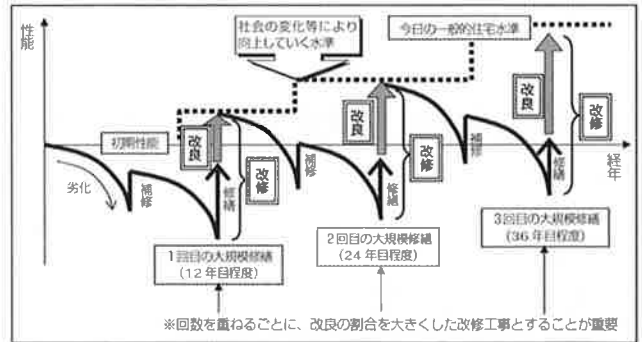 性能
社会の変化等により
向上していく水準
今日の一般的住宅水準
改良
改良
改良
改修
改修
改修
初期性能
劣化
補修
修繕
補修
修繕
補修
修繕
経年
1回目の大規模修繕
(12年目程度)
2回目の大規模修繕
(24年目程度)
3回目の大規模修繕
(36年目程度)
※回数を重ねるごとに、改良の割合を大きくした改修工事とすることが重要